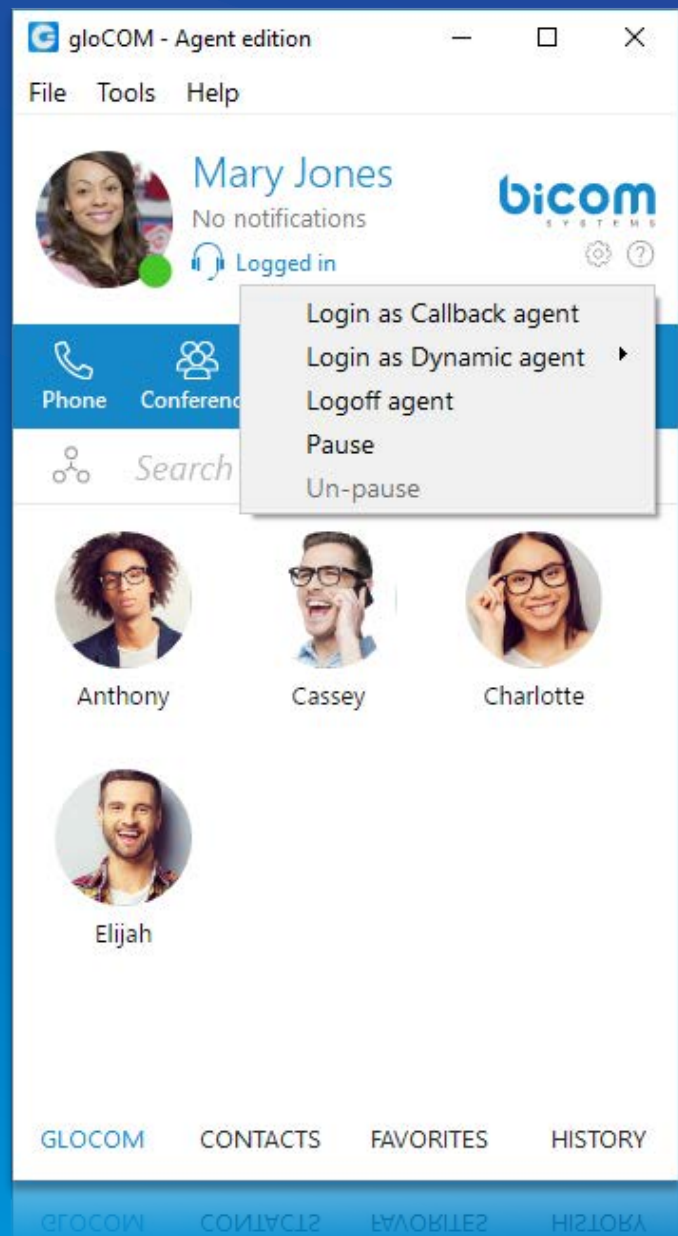 gloCOM - Agent edition
File Tools Help
Mary Jones
No notifications
Logged in
bicom
SYSTEMS
Login as Callback agent
Login as Dynamic agent
Logoff agent
Pause
Un-pause
Phone Conferenc
Search
Anthony Cassey Charlotte
Elijah
GLOCOM CONTACTS FAVORITES HISTORY